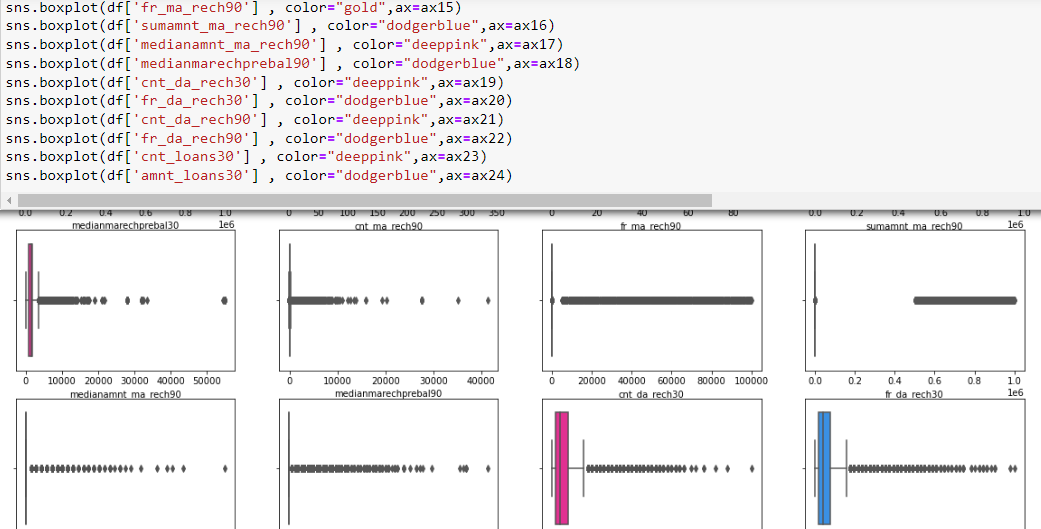 sns.boxplot(df['fr_ma_rech90'] , color="gold",ax=ax15)
sns.boxplot(df['sumamnt_ma_rech90'] , color="dodgerblue",ax=ax16)
sns.boxplot(df['medianamnt_ma_rech90'] , color="deeppink",ax=ax17)
sns.boxplot(df['medianmarechprebal90'] , color="dodgerblue",ax=ax18)
sns.boxplot(df['cnt_da_rech30'] , color="deeppink",ax=ax19)
sns.boxplot(df['fr_da_rech30'] , color="dodgerblue",ax=ax20)
sns.boxplot(df['cnt_da_rech90'] , color="deeppink",ax=ax21)
sns.boxplot(df['fr_da_rech90'] , color="dodgerblue",ax=ax22)
sns.boxplot(df['cnt_loans30'] , color="deeppink",ax=ax23)
sns.boxplot(df['amnt_loans30'] , color="dodgerblue",ax=ax24)
0.0 0.2 0.4 0.6 0.8 1.0 0 50 100 150 200 250 300 350 0 20 40 60 80 0.0 0.2 0.4 0.6 0.8 1.0
medianmarechprebal30 1e6 cnt_ma_rech90 fr_ma_rech90 sumamnt_ma_rech90 1e6
0 10000 20000 30000 40000 50000 0 10000 20000 30000 40000 0 20000 40000 60000 80000 100000 0.0 0.2 0.4 0.6 0.8 1.0
medianamnt_ma_rech90 medianmarechprebal90 cnt_da_rech30 fr_da_rech30 1e6